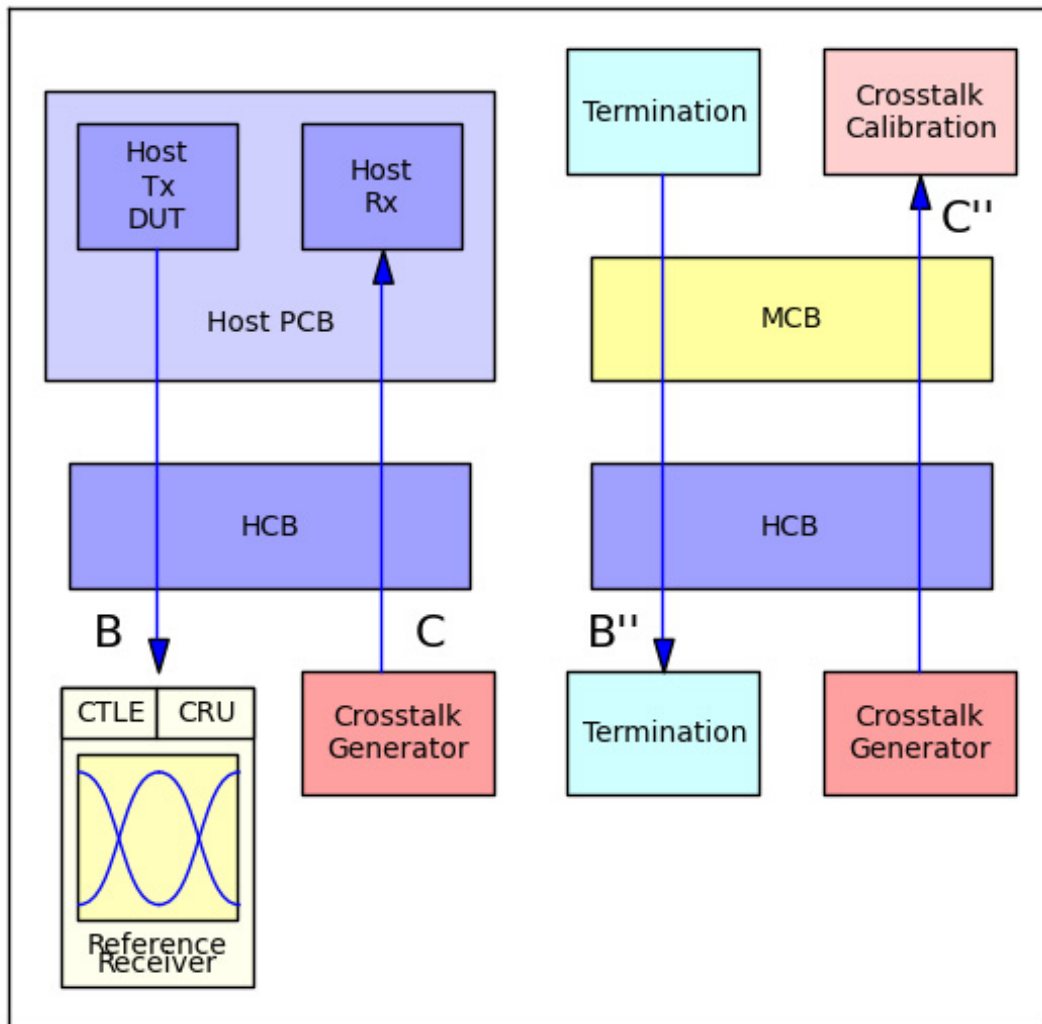 Host
Tx
DUT
Host
Rx
Host PCB
HCB
B
C
CTLE
CRU
Reference
Receiver
Crosstalk
Generator
Termination
Crosstalk
Calibration
C''
MCB
HCB
B''
Termination
Crosstalk
Generator